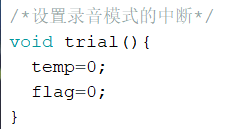 /*设置录音模式的中断*/
void trial(){
  temp=0;
  flag=0;
}